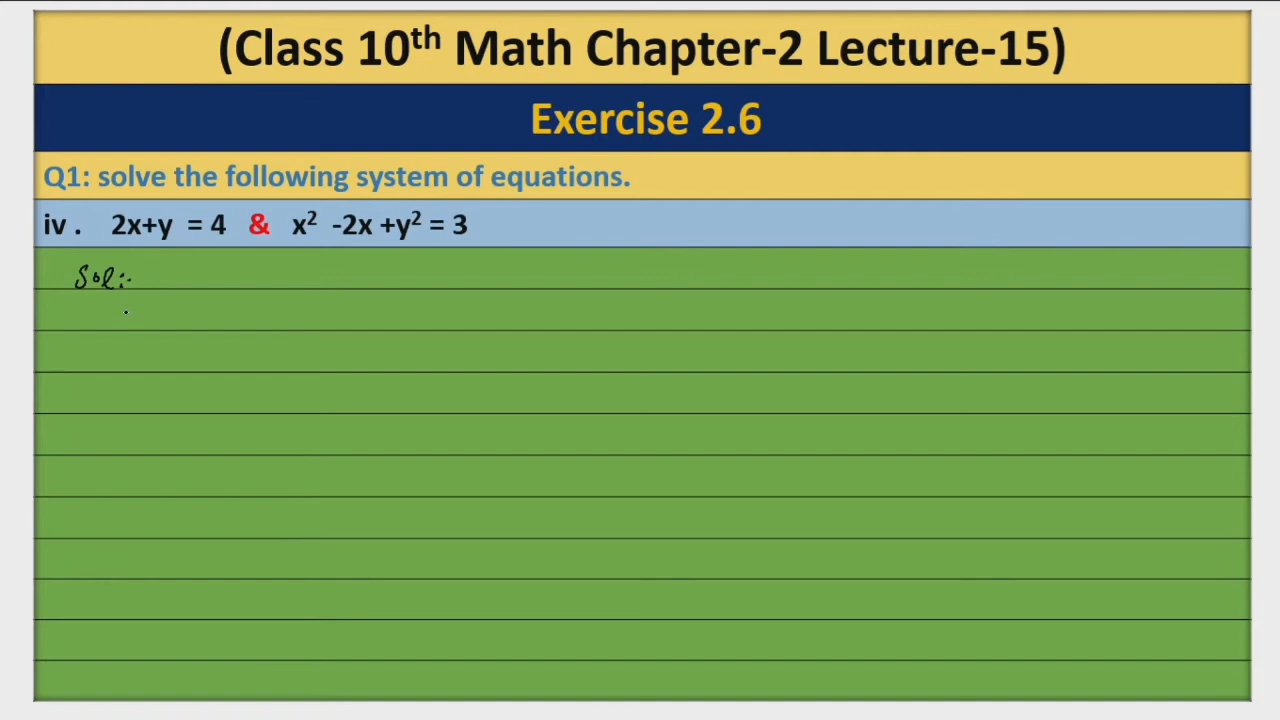 (Class 10th Math Chapter-2 Lecture-15)
Exercise 2.6
Q1: solve the following system of equations.
iv . 2x+y = 4 & x² -2x +y² = 3
Sol:-